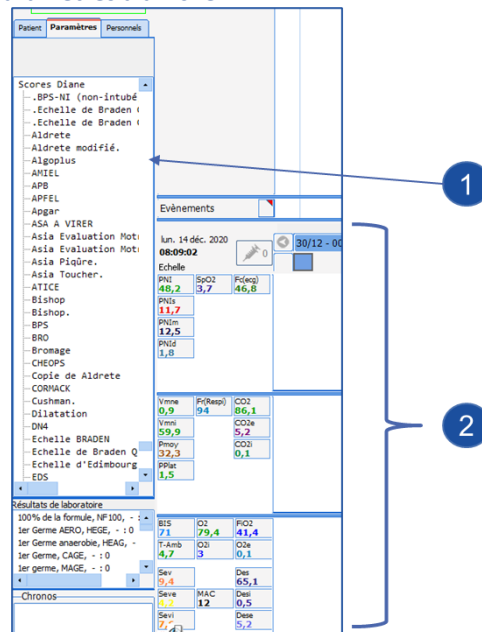 Patient Paramètres Personnels
Scores Diane
.BPS-NI (non-intubé
.Echelle de Braden
.Echelle de Braden
Aldrete
Aldrete modifié.
Algoplus
AMIEL
APB
APFEL
Apgar
ASA A VIRER
Asia Evaluation Mot
Asia Evaluation Mot
Asia Piqûre.
Asia Toucher.
ATICE
Bishop
Bishop.
BPS
BRO
Bromage
CHEOPS
Copie de Aldrete
CORMACK
Cushman.
Dilatation
DN4
Echelle BRADEN
Echelle de Braden Q
Echelle d'Edimbourg
EDS
Résultats de laboratoire
100% de la formule, NF100, - :
1er Germe AERO, HEGE, - : 0
1er Germe anaerobie, HEAG, -
1er Germe, CAGE, - : 0
1er germe, MAGE, - : 0
Chronos
1
Evènements
lun. 14 déc. 2020
08:09:02
0
30/12 - 00
Echelle
PNI SpO2 Fc(ecg)
48,2 3,7 46,8
PNIs
11,7
PNIm
12,5
PNId
1,8
Vmne Fr(Respi) CO2
0,9 94 86,1
Vmni CO2e
59,9 5,2
Pmoy CO2i
32,3 0,1
PPlat
1,5
BIS O2 FiO2
71 79,4 41,4
T-Amb O2i O2e
4,7 3 0,1
Sev Des
9,4 65,1
Seve MAC Desi
12 0,5
Sevi Dese
5,2
2